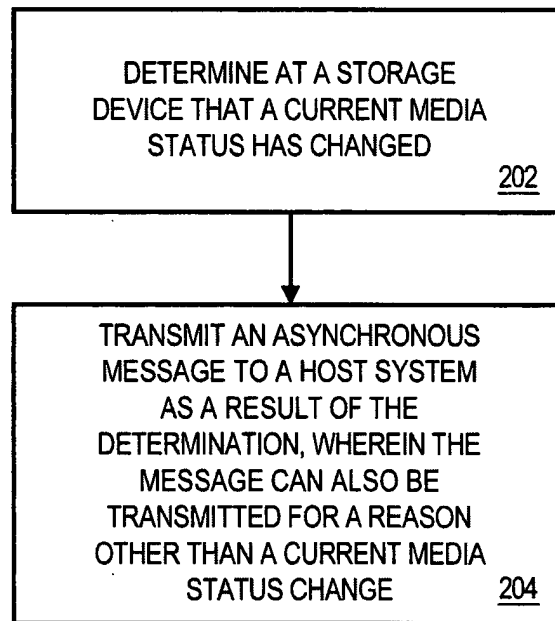 DETERMINE AT A STORAGE
DEVICE THAT A CURRENT MEDIA
STATUS HAS CHANGED
202
TRANSMIT AN ASYNCHRONOUS
MESSAGE TO A HOST SYSTEM
AS A RESULT OF THE
DETERMINATION, WHEREIN THE
MESSAGE CAN ALSO BE
TRANSMITTED FOR A REASON
OTHER THAN A CURRENT MEDIA
STATUS CHANGE
204